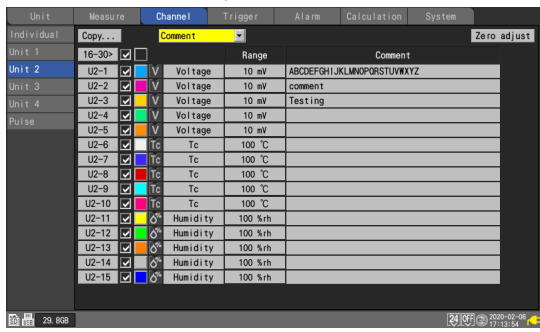 Unit Measure Channel Trigger Alarm Calculation System
Individual Copy... Comment Zero adjust
Unit 1 16-30> Range Comment
Unit 2 U2-1 V Voltage 10 mV ABCDEFGHIJKLMNOPQRSTUVWXYZ
Unit 3 U2-2 V Voltage 10 mV comment
Unit 4 U2-3 V Voltage 10 mV Testing
Pulse U2-4 V Voltage 10 mV
U2-5 V Voltage 10 mV
U2-6 Tc Tc 100 °C
U2-7 Tc Tc 100 °C
U2-8 Tc Tc 100 °C
U2-9 Tc Tc 100 °C
U2-10 Tc Tc 100 °C
U2-11 % Humidity 100 %rh
U2-12 % Humidity 100 %rh
U2-13 % Humidity 100 %rh
U2-14 % Humidity 100 %rh
U2-15 % Humidity 100 %rh
29.8GB 24 OFF 2020-02-06
17:13:54